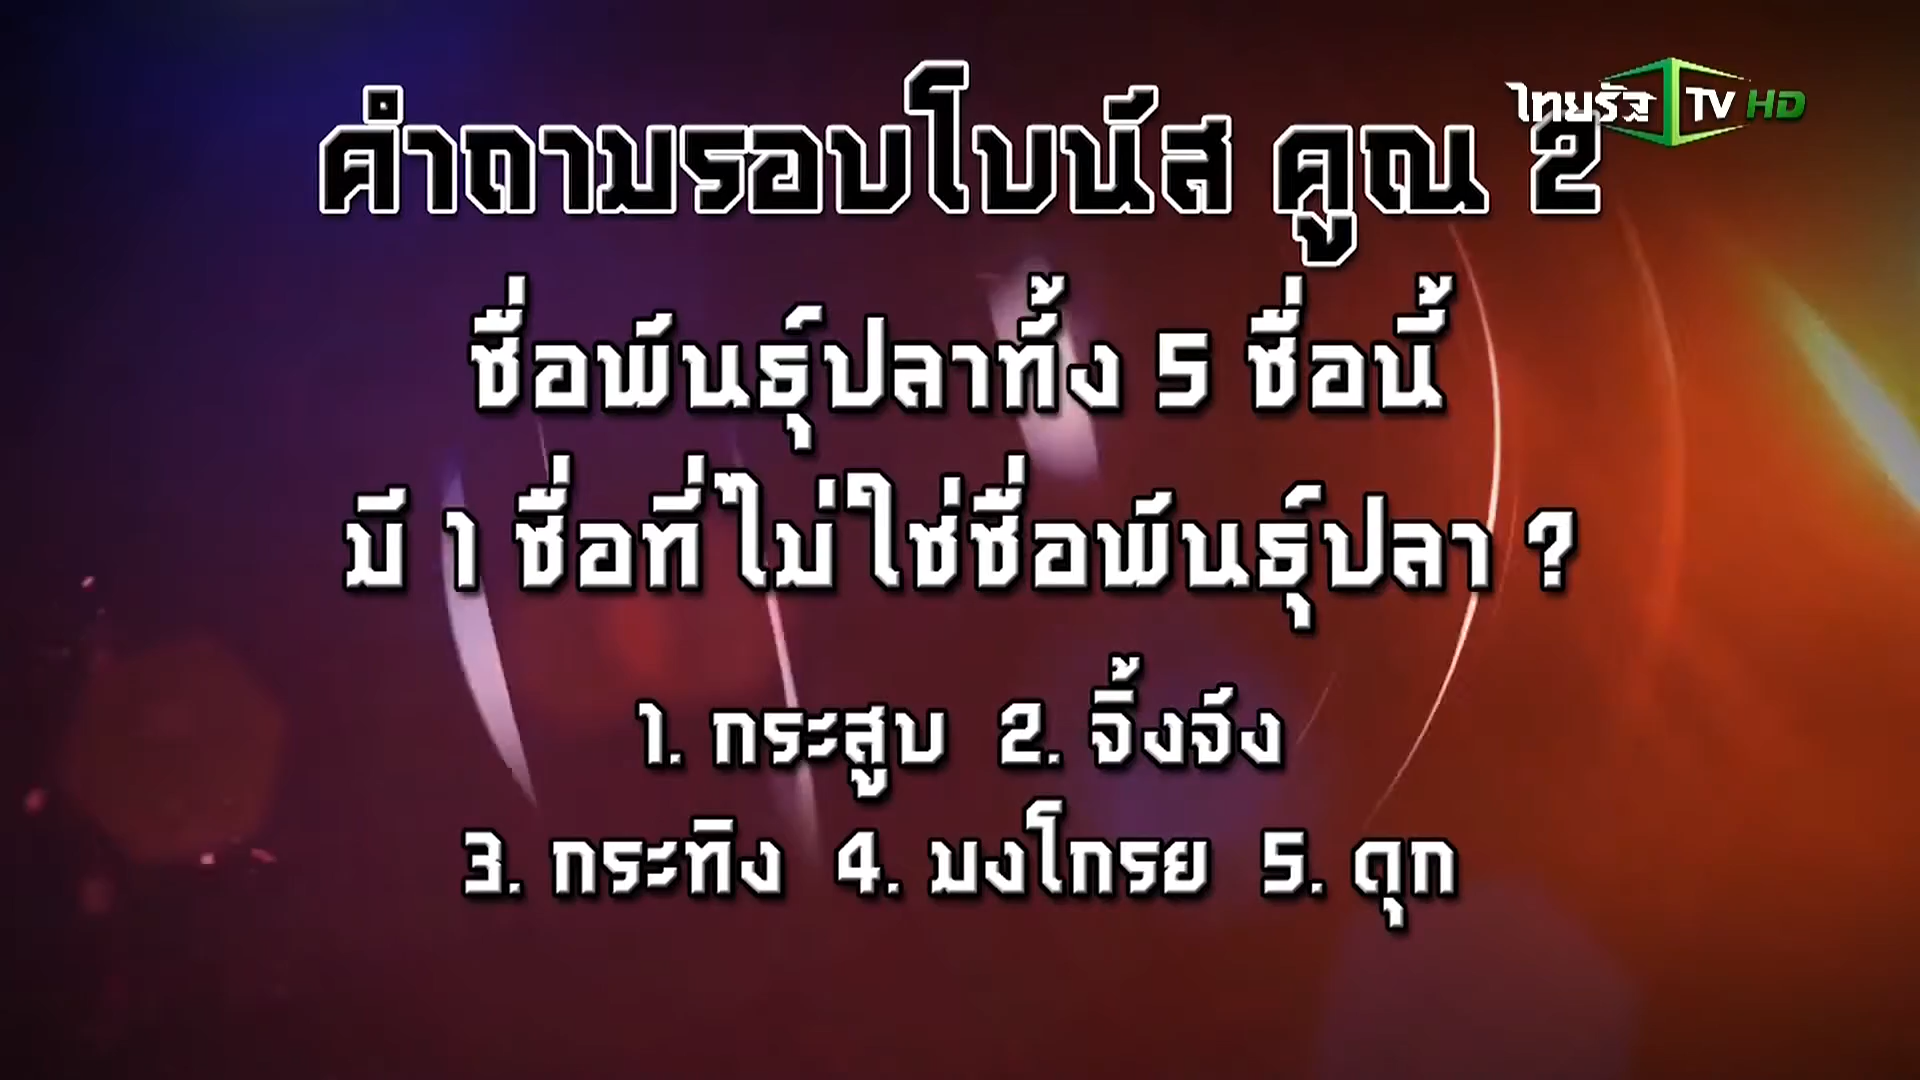 ไทยรัฐ TV HD
คำถามรอบโบนัส คูณ 2
ชื่อพันธุ์ปลาทั้ง 5 ชื่อนี้
มี 1 ชื่อที่ไม่ใช่ชื่อพันธุ์ปลา ?
1. กระสูบ 2. จิ้งจัง
3. กระทิง 4. มงโกรย 5. ดุก